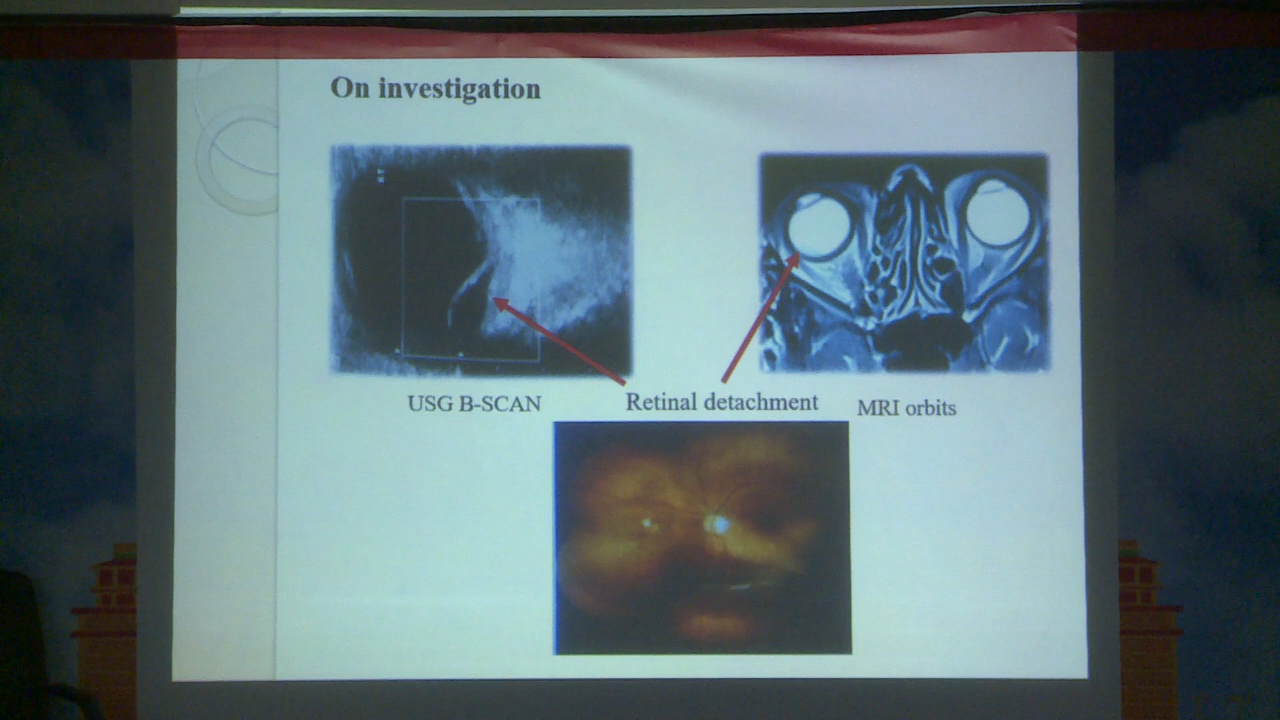 On investigation
USG B-SCAN
Retinal detachment
MRI orbits